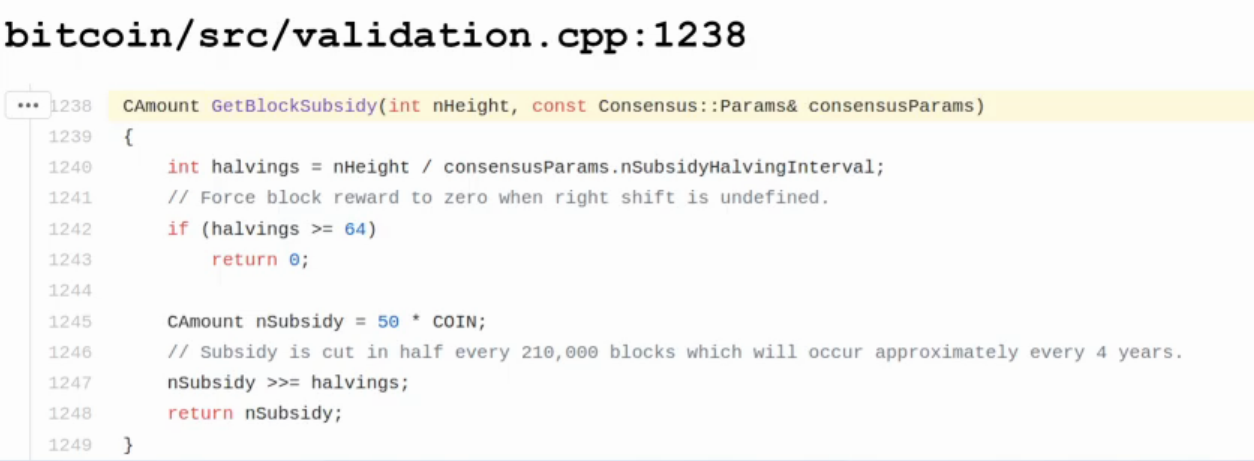 bitcoin/src/validation.cpp:1238
... 1238 CAmount GetBlockSubsidy(int nHeight, const Consensus::Params& consensusParams)
1239 {
1240     int halvings = nHeight / consensusParams.nSubsidyHalvingInterval;
1241     // Force block reward to zero when right shift is undefined.
1242     if (halvings >= 64)
1243         return 0;
1244
1245     CAmount nSubsidy = 50 * COIN;
1246     // Subsidy is cut in half every 210,000 blocks which will occur approximately every 4 years.
1247     nSubsidy >>= halvings;
1248     return nSubsidy;
1249 }